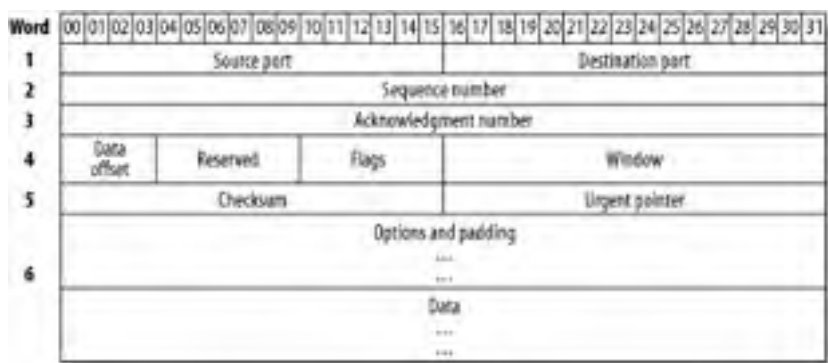 Word 00 01 02 03 04 05 06 07 08 09 10 11 12 13 14 15 16 17 18 19 20 21 22 23 24 25 26 27 28 29 30 31
1 Source port Destination port
2 Sequence number
3 Acknowledgment number
4 Data offset Reserved Flags Window
5 Checksum Urgent pointer
Options and padding
...
6 ...
Data
...
...